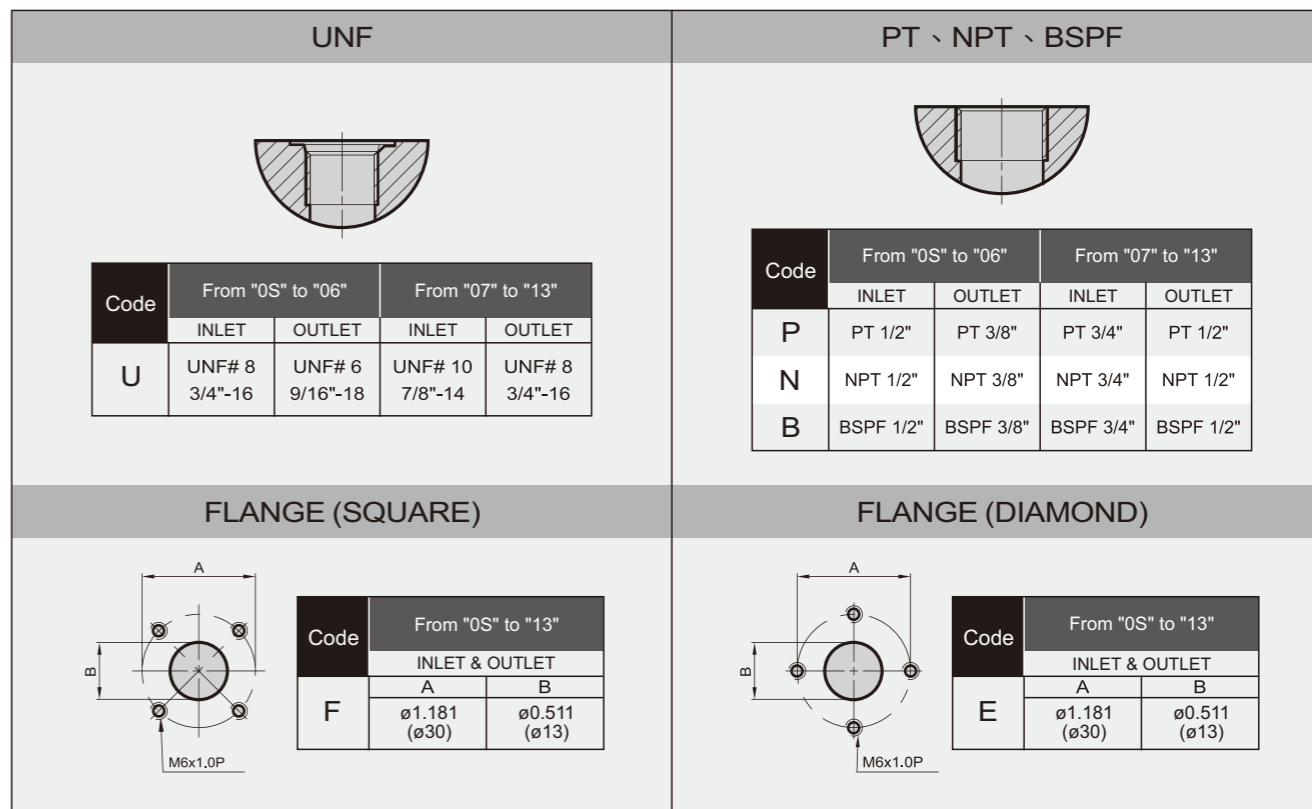 UNF
Code
From "0S" to "06"
From "07" to "13"
INLET
OUTLET
INLET
OUTLET
U
UNF# 8
3/4"-16
UNF# 6
9/16"-18
UNF# 10
7/8"-14
UNF# 8
3/4"-16
PT、NPT、BSPF
Code
From "0S" to "06"
From "07" to "13"
INLET
OUTLET
INLET
OUTLET
P
PT 1/2"
PT 3/8"
PT 3/4"
PT 1/2"
N
NPT 1/2"
NPT 3/8"
NPT 3/4"
NPT 1/2"
B
BSPF 1/2"
BSPF 3/8"
BSPF 3/4"
BSPF 1/2"
FLANGE (SQUARE)
A
B
M6x1.0P
Code
From "0S" to "13"
INLET & OUTLET
F
A
B
ø1.181
(ø30)
ø0.511
(ø13)
FLANGE (DIAMOND)
A
B
M6x1.0P
Code
From "0S" to "13"
INLET & OUTLET
E
A
B
ø1.181
(ø30)
ø0.511
(ø13)